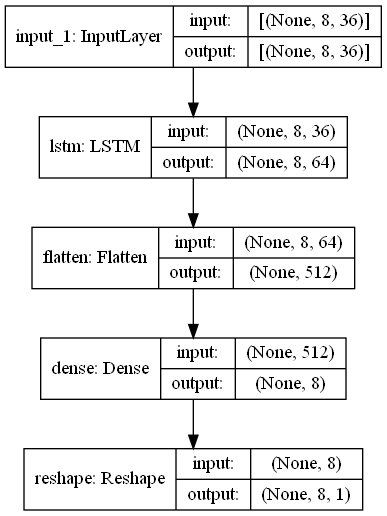 input_1: InputLayer
input:
[(None, 8, 36)]
output:
[(None, 8, 36)]
lstm: LSTM
input:
(None, 8, 36)
output:
(None, 8, 64)
flatten: Flatten
input:
(None, 8, 64)
output:
(None, 512)
dense: Dense
input:
(None, 512)
output:
(None, 8)
reshape: Reshape
input:
(None, 8)
output:
(None, 8, 1)